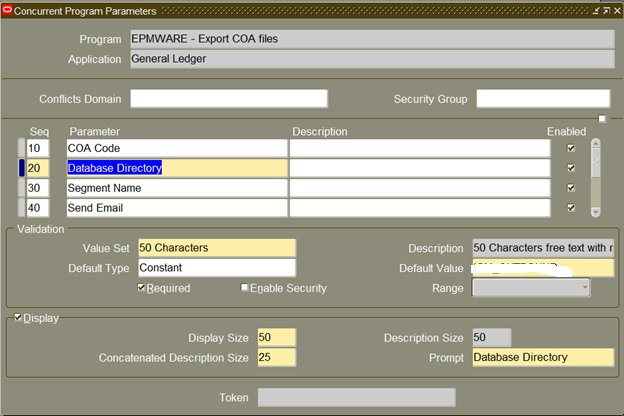 Concurrent Program Parameters
Program EPMWARE - Export COA files
Application General Ledger
Conflicts Domain Security Group
Seq Parameter Description Enabled
10 COA Code
20 Database Directory
30 Segment Name
40 Send Email
Validation
Value Set 50 Characters Description 50 Characters free text with r
Default Type Constant Default Value
Required Enable Security Range
Display
Display Size 50 Description Size 50
Concatenated Description Size 25 Prompt Database Directory
Token